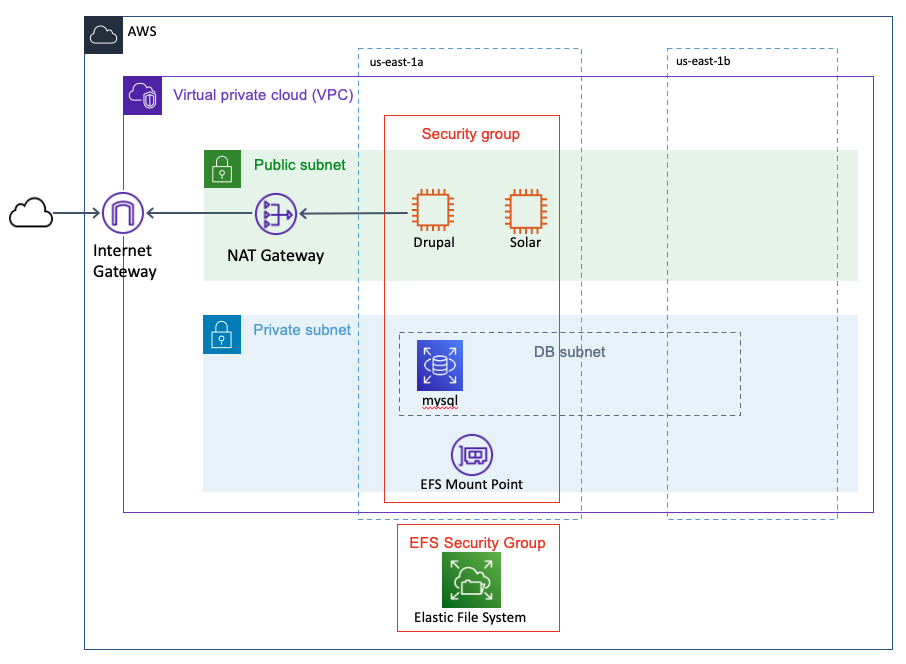 AWS
us-east-1a
us-east-1b
Virtual private cloud (VPC)
Security group
Public subnet
Internet
Gateway
NAT Gateway
Drupal
Solar
Private subnet
DB subnet
mysql
EFS Mount Point
EFS Security Group
Elastic File System